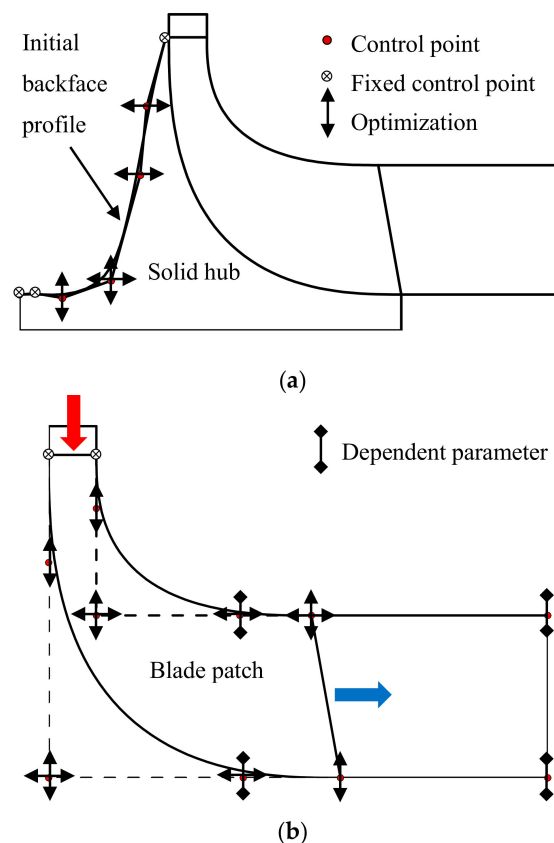 Initial
backface
profile
Control point
Fixed control point
Optimization
Solid hub
(a)
Dependent parameter
Blade patch
(b)